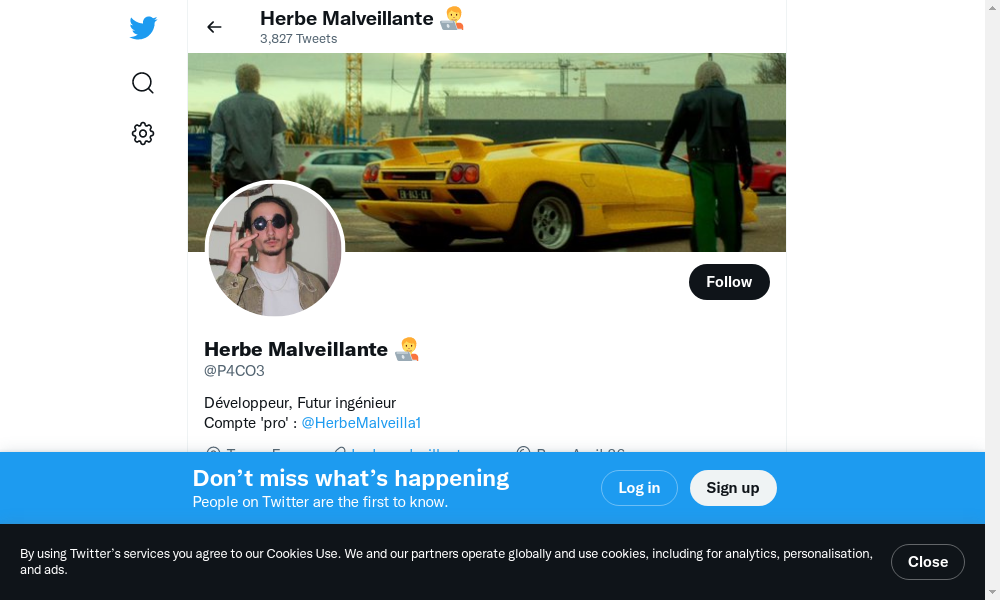 Herbe Malveillante
3,827 Tweets
Follow
Herbe Malveillante
@P4CO3
Développeur, Futur ingénieur
Compte 'pro' : @HerbeMalveilla1
Don’t miss what’s happening
People on Twitter are the first to know.
Log in
Sign up
By using Twitter’s services you agree to our Cookies Use. We and our partners operate globally and use cookies, including for analytics, personalisation,
and ads.
Close